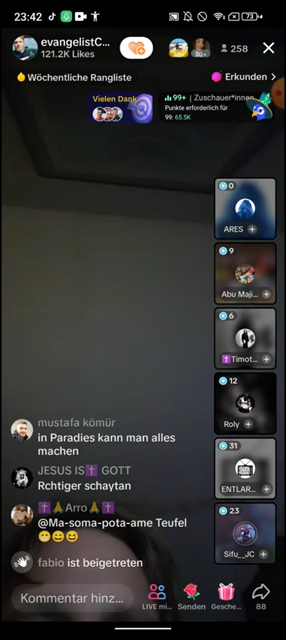 23:42
73
evangelistC...
121.2K Likes
258
Wöchentliche Rangliste
Erkunden >
Vielen Dank
99+ | Zuschauer*innen
Punkte erforderlich für
99: 65.5K
0
ARES +
9
Abu Maji... +
6
✝️Timot... +
12
Roly +
31
ENTLAR... +
23
Sifu__JC +
mustafa kömür
in Paradies kann man alles
machen
JESUS IS✝️ GOTT
Rchtiger schaytan
✝️🙏Arro🙏✝️
@Ma-soma-pota-ame Teufel
😁😄😆
fabio ist beigetreten
Kommentar hinz...
LIVE mi...
Senden
Gesche...
88